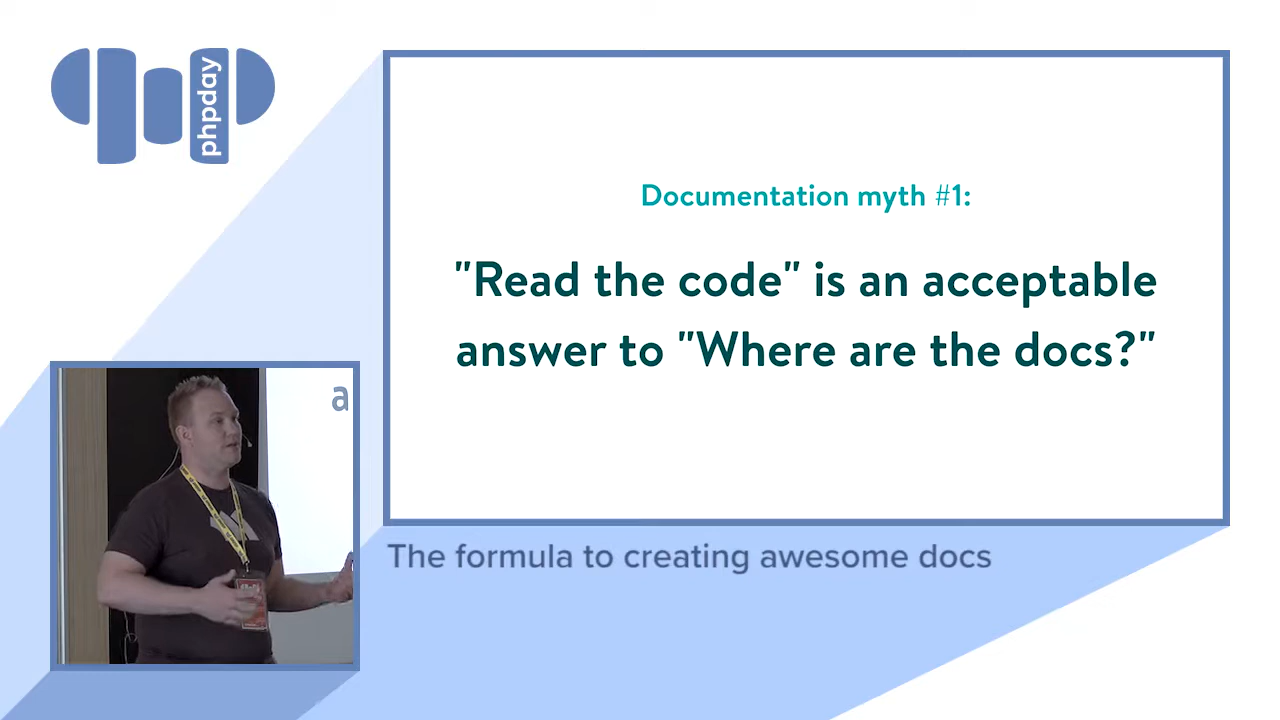 phpday
Documentation myth #1:
"Read the code" is an acceptable
answer to "Where are the docs?"
a
The formula to creating awesome docs